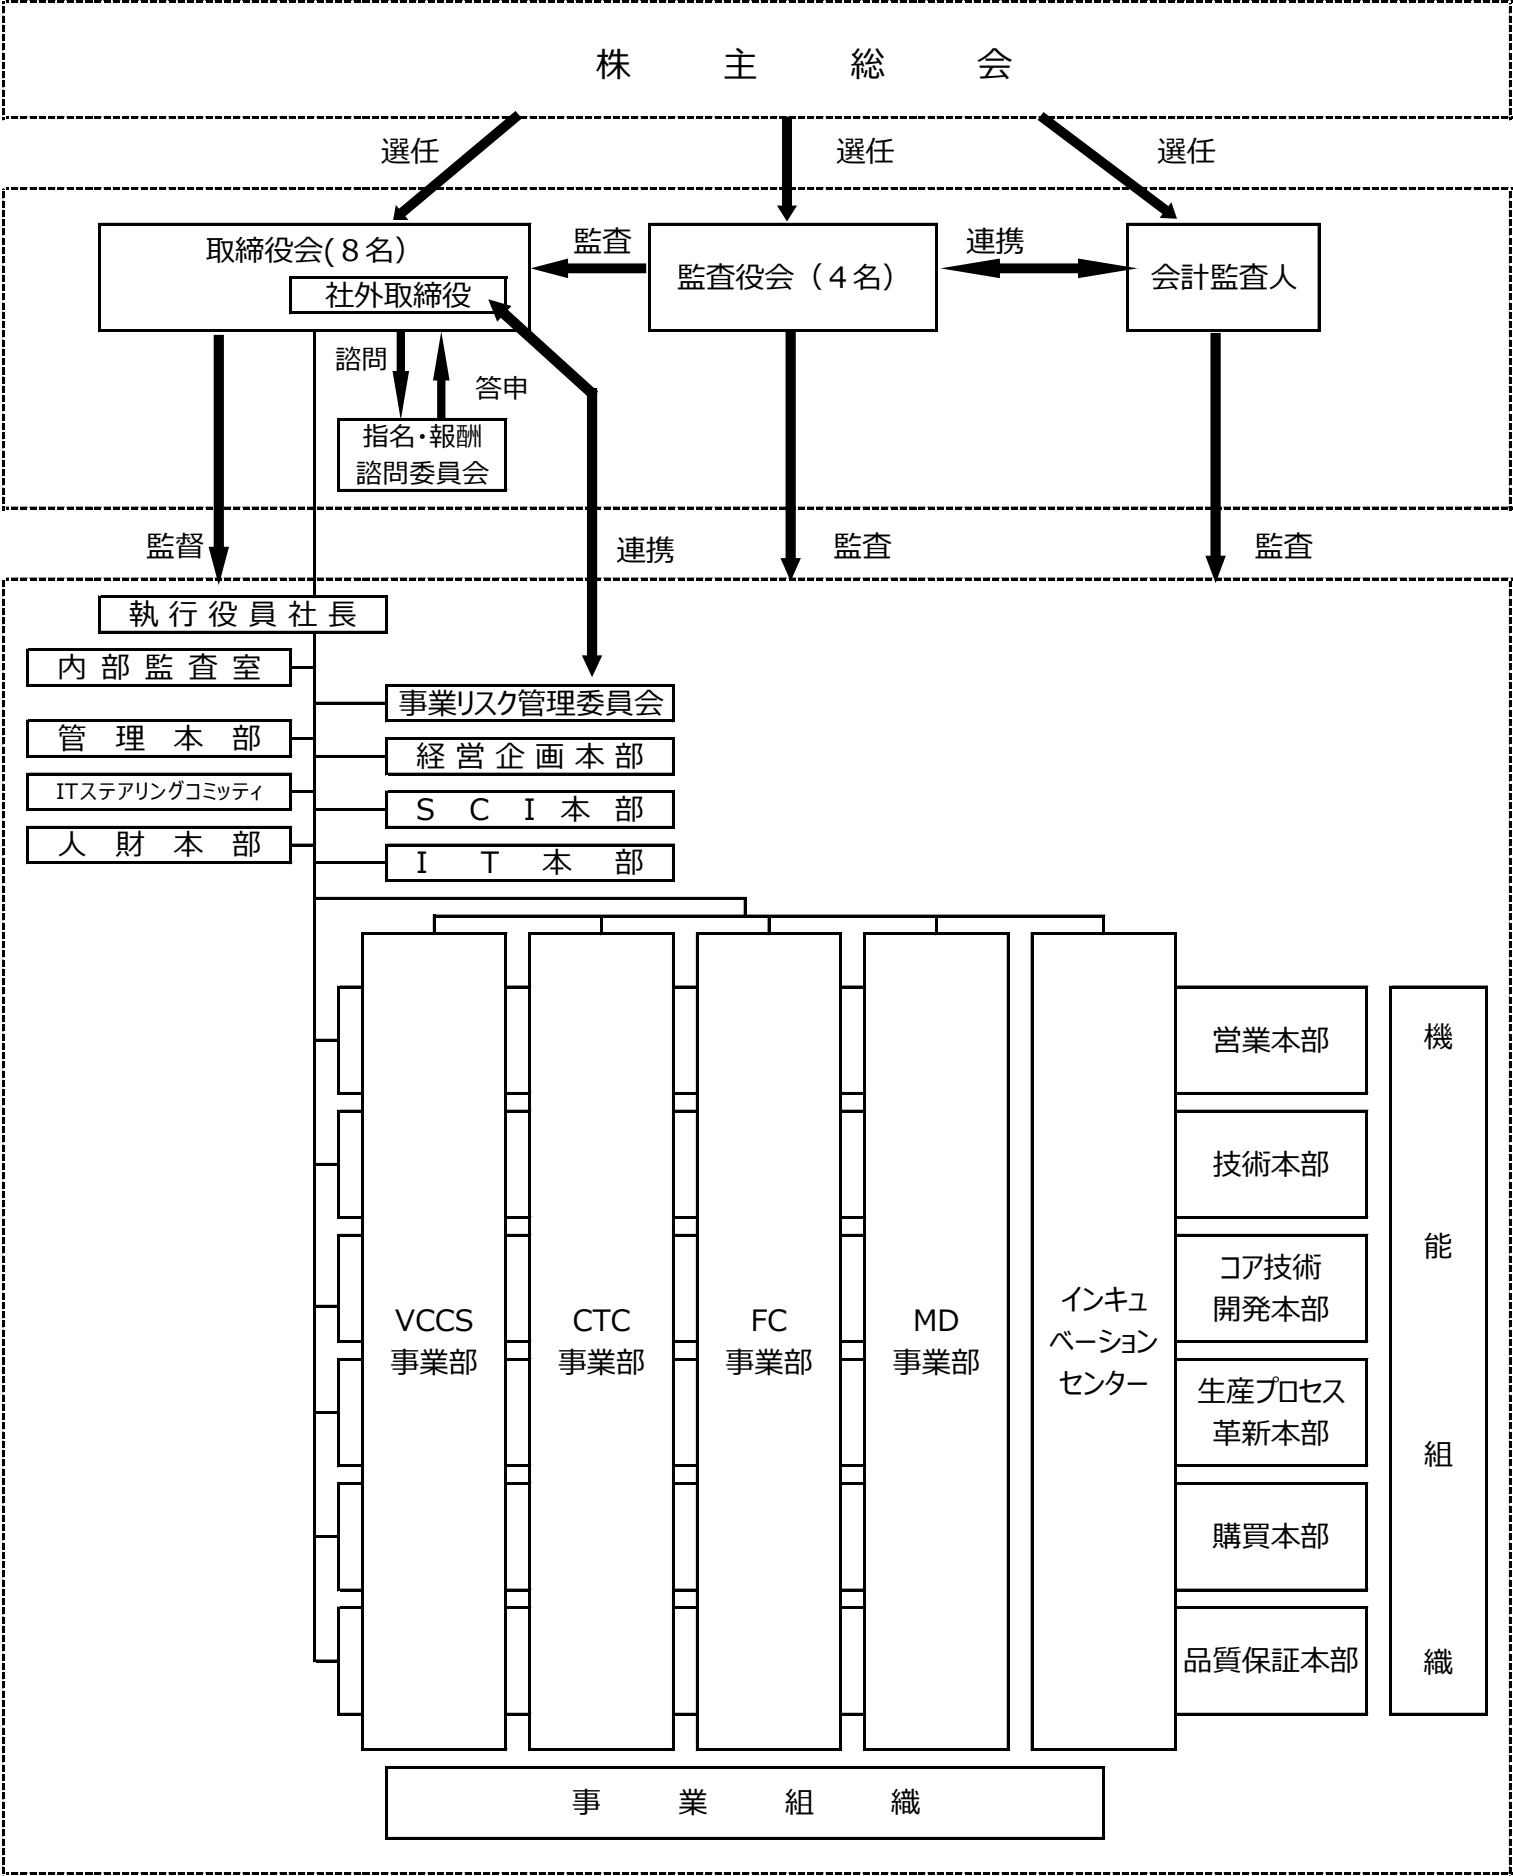 株主総会
選任
選任
選任
取締役会(８名）
社外取締役
監査
監査役会（４名）
連携
会計監査人
諮問
答申
指名・報酬
諮問委員会
監督
連携
監査
監査
執行役員社長
内部監査室
事業リスク管理委員会
管理本部
経営企画本部
ITステアリングコミッティ
ＳＣＩ本部
人財本部
ＩＴ本部
VCCS
事業部
CTC
事業部
FC
事業部
MD
事業部
インキュ
ベーション
センター
営業本部
技術本部
コア技術
開発本部
生産プロセス
革新本部
購買本部
品質保証本部
機能組織
事業組織